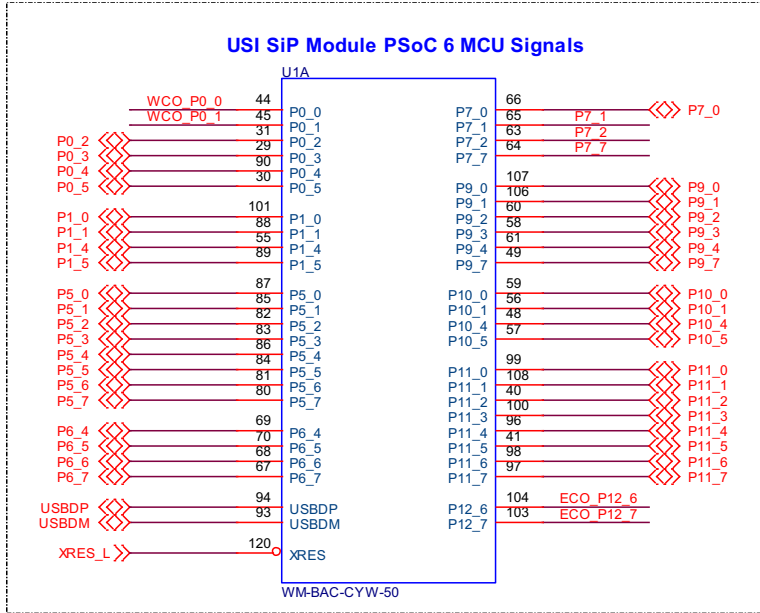 USI SiP Module PSoC 6 MCU Signals
U1A
WCO_P0_0 44 P0_0 P7_0 66 P7_0
WCO_P0_1 45 P0_1 P7_1 65 P7_1
P0_2 31 P0_2 P7_2 63 P7_2
P0_3 29 P0_3 P7_7 64 P7_7
P0_4 90 P0_4
P0_5 30 P0_5 P9_0 107 P9_0
P9_1 106 P9_1
P1_0 101 P1_0 P9_2 60 P9_2
P1_1 88 P1_1 P9_3 58 P9_3
P1_4 55 P1_4 P9_4 61 P9_4
P1_5 89 P1_5 P9_7 49 P9_7
P5_0 87 P5_0 P10_0 59 P10_0
P5_1 85 P5_1 P10_1 56 P10_1
P5_2 82 P5_2 P10_4 48 P10_4
P5_3 83 P5_3 P10_5 57 P10_5
P5_4 86 P5_4
P5_5 84 P5_5 P11_0 99 P11_0
P5_6 81 P5_6 P11_1 108 P11_1
P5_7 80 P5_7 P11_2 40 P11_2
P11_3 100 P11_3
P6_4 69 P6_4 P11_4 96 P11_4
P6_5 70 P6_5 P11_5 41 P11_5
P6_6 68 P6_6 P11_6 98 P11_6
P6_7 67 P6_7 P11_7 97 P11_7
USBDP 94 USBDP P12_6 104 ECO_P12_6
USBDM 93 USBDM P12_7 103 ECO_P12_7
XRES_L 120 XRES
WM-BAC-CYW-50